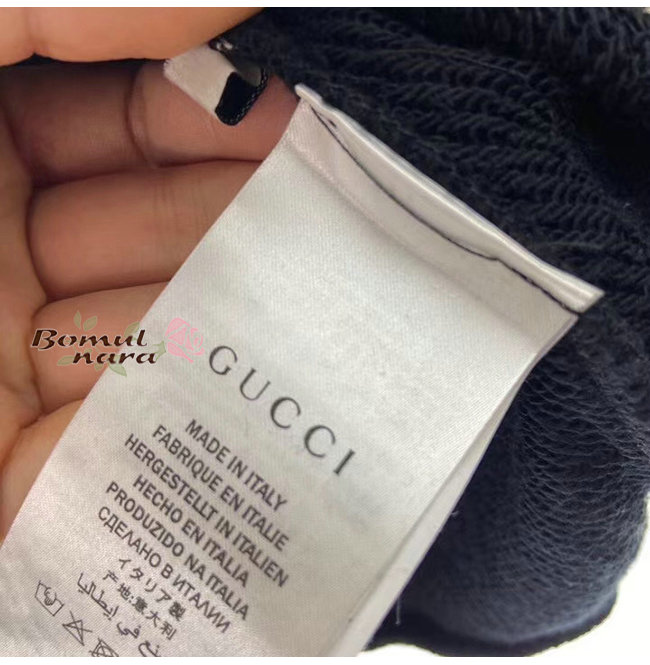 Bomul
nara
GUCCI
MADE IN ITALY
FABRIQUE EN ITALIE
HERGESTELLT IN ITALIEN
HECHO EN ITALIA
PRODUZIDO NA ITALIA
СДЕЛАНО В ИТАЛИИ
イタリア製
产地:意大利
في إيطاليا